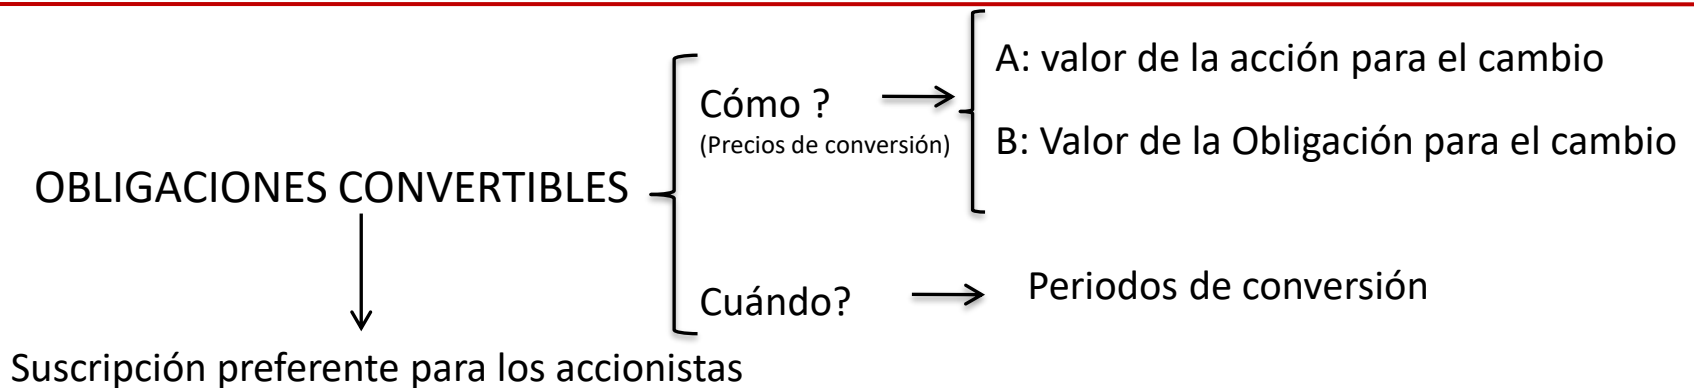 A: valor de la acción para el cambio
Cómo ?
(Precios de conversión)
B: Valor de la Obligación para el cambio
OBLIGACIONES CONVERTIBLES
Cuándo?
Periodos de conversión
Suscripción preferente para los accionistas